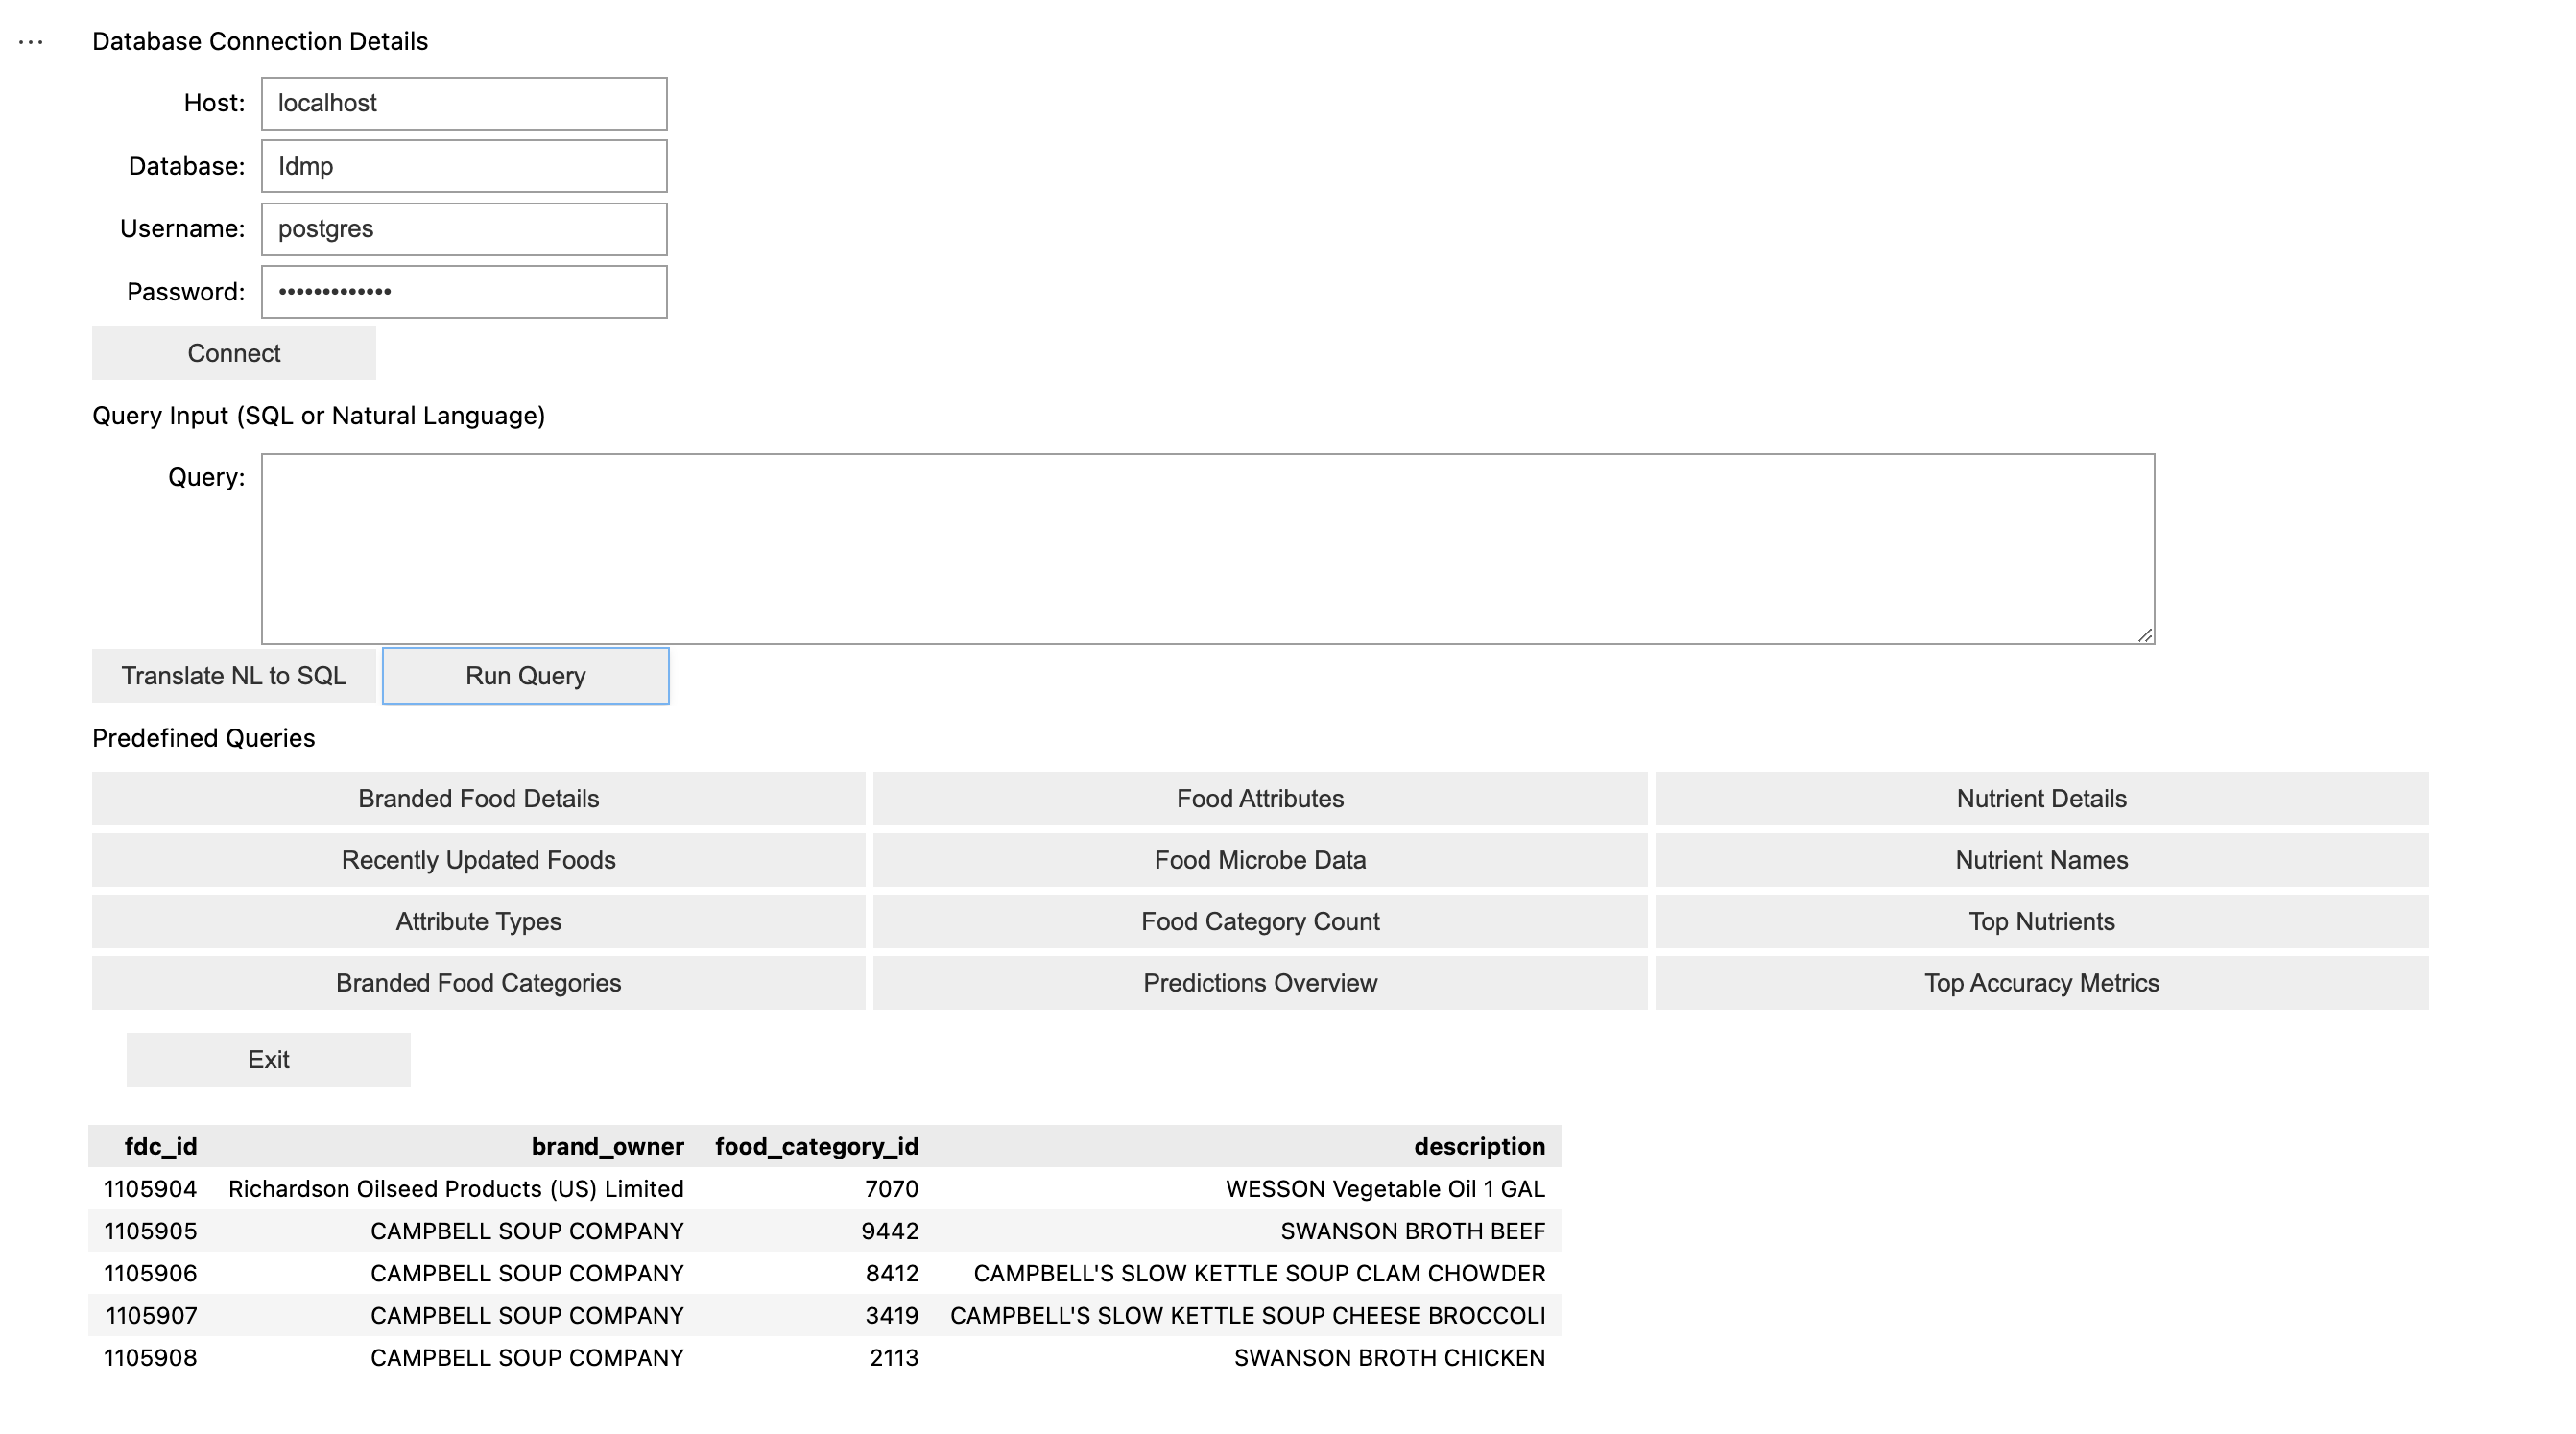 Database Connection Details
Host: localhost
Database: Idmp
Username: postgres
Password: •••••••••••••
Connect
Query Input (SQL or Natural Language)
Query:
Translate NL to SQL Run Query
Predefined Queries
Branded Food Details Food Attributes Nutrient Details
Recently Updated Foods Food Microbe Data Nutrient Names
Attribute Types Food Category Count Top Nutrients
Branded Food Categories Predictions Overview Top Accuracy Metrics
Exit
fdc_id brand_owner food_category_id description
1105904 Richardson Oilseed Products (US) Limited 7070 WESSON Vegetable Oil 1 GAL
1105905 CAMPBELL SOUP COMPANY 9442 SWANSON BROTH BEEF
1105906 CAMPBELL SOUP COMPANY 8412 CAMPBELL'S SLOW KETTLE SOUP CLAM CHOWDER
1105907 CAMPBELL SOUP COMPANY 3419 CAMPBELL'S SLOW KETTLE SOUP CHEESE BROCCOLI
1105908 CAMPBELL SOUP COMPANY 2113 SWANSON BROTH CHICKEN